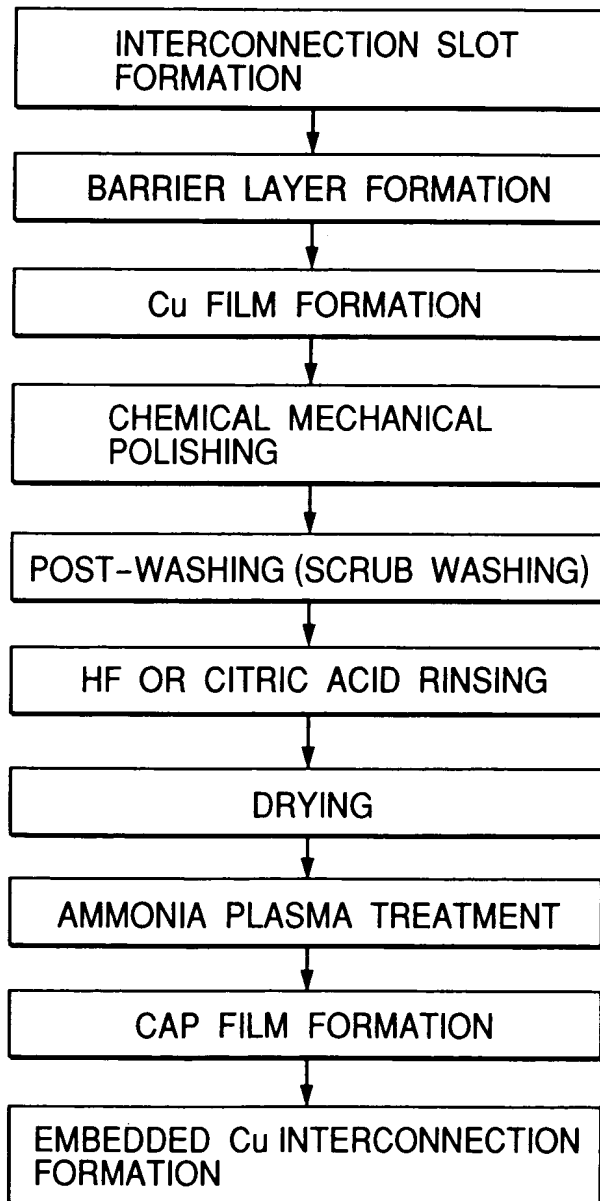 INTERCONNECTION SLOT
FORMATION
BARRIER LAYER FORMATION
Cu FILM FORMATION
CHEMICAL MECHANICAL
POLISHING
POST-WASHING (SCRUB WASHING)
HF OR CITRIC ACID RINSING
DRYING
AMMONIA PLASMA TREATMENT
CAP FILM FORMATION
EMBEDDED Cu INTERCONNECTION
FORMATION